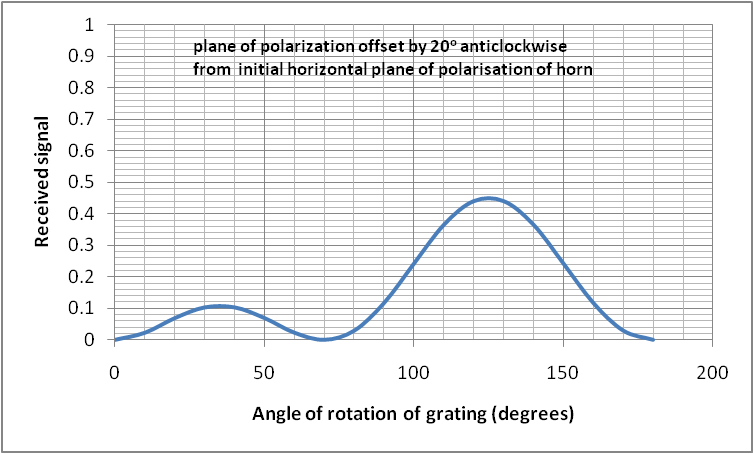 plane of polarization offset by 20º anticlockwise
from initial horizontal plane of polarisation of horn
Received signal
1
0.9
0.8
0.7
0.6
0.5
0.4
0.3
0.2
0.1
0
0 50 100 150 200
Angle of rotation of grating (degrees)